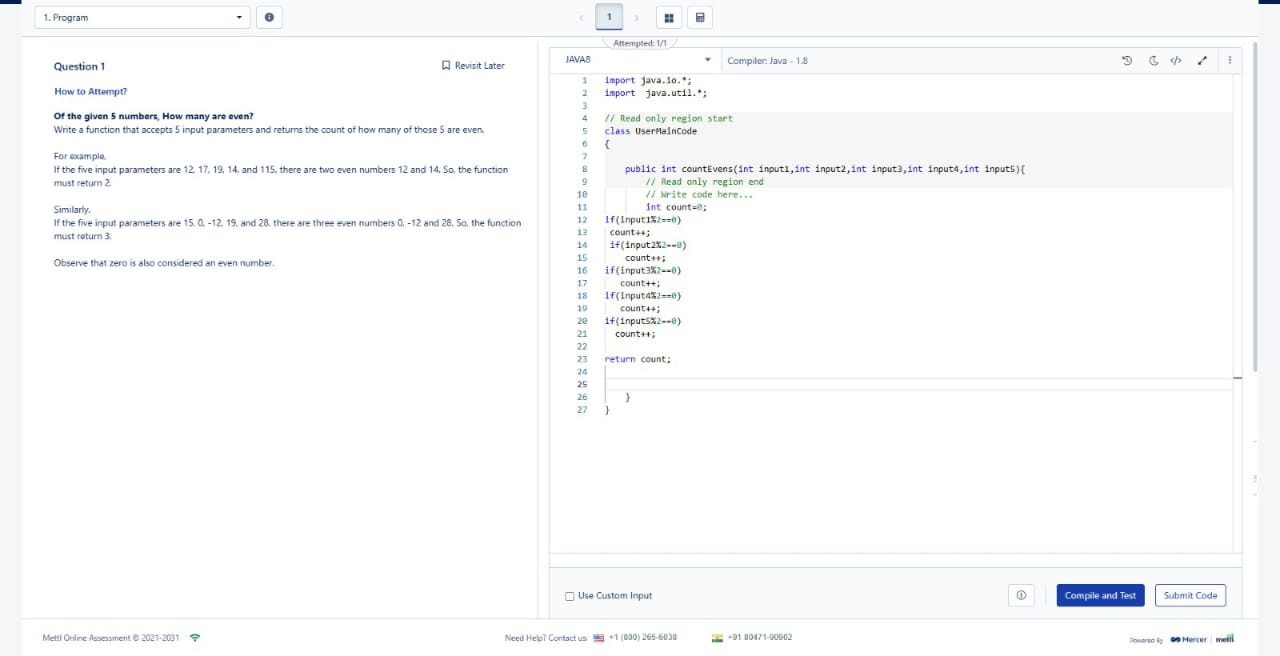 1. Program
1
Attempted: 1/1
Question 1
Revisit Later
How to Attempt?
Of the given 5 numbers, How many are even?
Write a function that accepts 5 input parameters and returns the count of how many of those 5 are even.
For example,
If the five input parameters are 12, 17, 19, 14, and 115, there are two even numbers 12 and 14. So, the function
must return 2.
Similarly,
If the five input parameters are 15, 0, -12, 19, and 28, there are three even numbers 0, -12 and 28. So, the function
must return 3.
Observe that zero is also considered an even number.
JAVA8
Compiler: Java - 1.8
1 import java.io.*;
2 import  java.util.*;
3
4 // Read only region start
5 class UserMainCode
6 {
7
8     public int countEvens(int input1,int input2,int input3,int input4,int input5){
9         // Read only region end
10         // Write code here...
11         int count=0;
12 if(input1%2==0)
13  count++;
14  if(input2%2==0)
15     count++;
16 if(input3%2==0)
17    count++;
18 if(input4%2==0)
19    count++;
20 if(input5%2==0)
21   count++;
22
23 return count;
24
25
26     }
27 }
Use Custom Input
Compile and Test
Submit Code
Mettl Online Assessment © 2021-2031
Need Help? Contact us: +1 (800) 265-6038
+91 80471-90902
Powered By Mercer | mettl